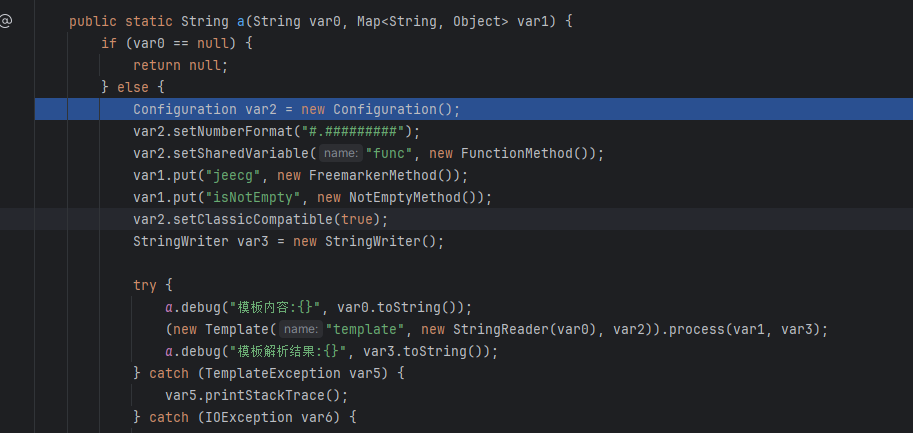 public static String a(String var0, Map<String, Object> var1) {
if (var0 == null) {
return null;
} else {
Configuration var2 = new Configuration();
var2.setNumberFormat("#.#########");
var2.setSharedVariable( name: "func", new FunctionMethod());
var1.put("jeecg", new FreemarkerMethod());
var1.put("isNotEmpty", new NotEmptyMethod());
var2.setClassicCompatible(true);
StringWriter var3 = new StringWriter();
try {
a.debug("模板内容:{}", var0.toString());
(new Template( name: "template", new StringReader(var0), var2)).process(var1, var3);
a.debug("模板解析结果:{}", var3.toString());
} catch (TemplateException var5) {
var5.printStackTrace();
} catch (IOException var6) {